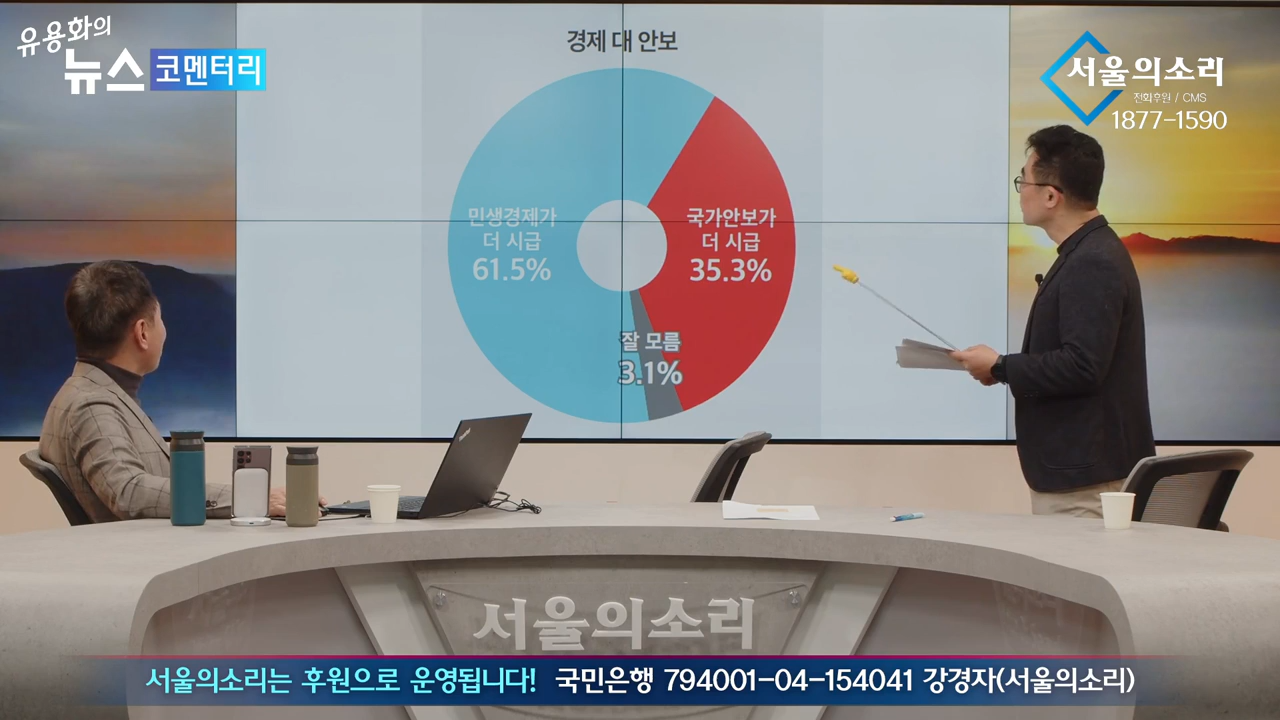 유용화의
뉴스 코멘터리
서울의소리
전화후원 / CMS
1877-1590
경제 대 안보
민생경제가
더 시급
61.5%
국가안보가
더 시급
35.3%
잘 모름
3.1%
서울의소리
서울의소리는 후원으로 운영됩니다! 국민은행 794001-04-154041 강경자(서울의소리)